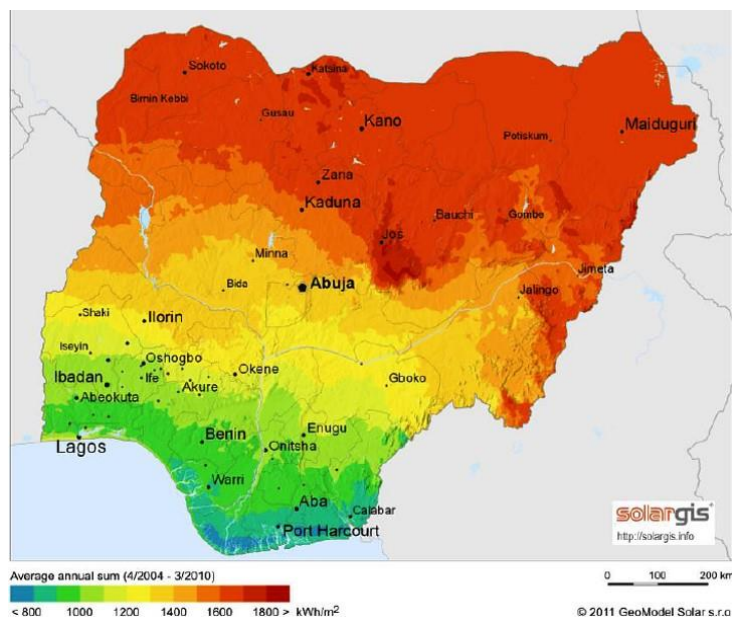 Sokoto
Katsina
Birnin Kebbi
Gusau
Kano
Potiskum
Maiduguri
Zana
Kaduna
Bauchi
Gombe
Jos
Minna
Jimeta
Bida
Abuja
Jalingo
Shaki
Ilorin
Iseyin
Oshogbo
Okene
Ibadan
Ife
Akure
Gboko
Abeokuta
Benin
Enugu
Lagos
Onitsha
Warri
Aba
Calabar
Port Harcourt
solargis
http://solargis.info
Average annual sum (4/2004 - 3/2010)
0 100 200 km
< 800 1000 1200 1400 1600 1800 > kWh/m²
© 2011 GeoModel Solar s.r.o.